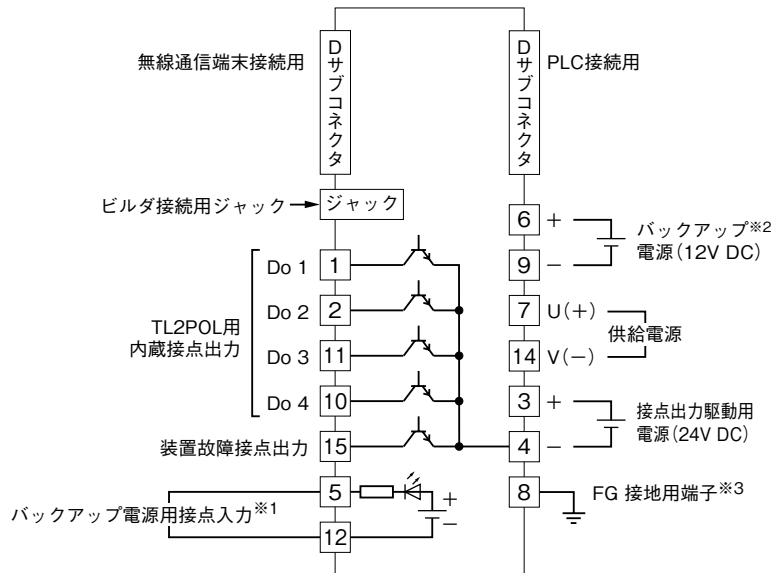 無線通信端末接続用
Dサブコネクタ
Dサブコネクタ
PLC接続用
ビルダ接続用ジャック
ジャック
6 +
バックアップ※2
電源(12V DC)
9 −
TL2POL用
内蔵接点出力
Do 1 1
Do 2 2
Do 3 11
Do 4 10
7 U(+)
供給電源
14 V(−)
3 +
接点出力駆動用
電源(24V DC)
装置故障接点出力 15
4 −
バックアップ電源用接点入力※1
5
+
−
12
8
FG 接地用端子※3